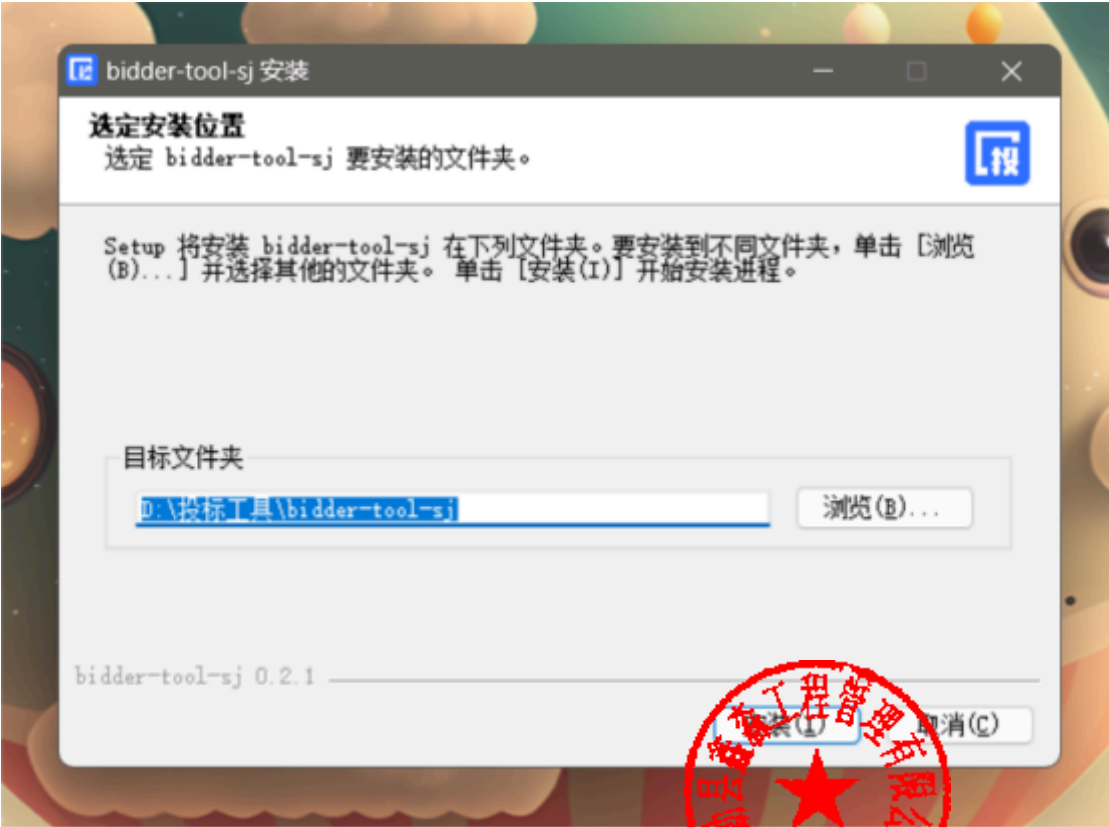 bidder-tool-sj 安装
选定安装位置
选定 bidder-tool-sj 要安装的文件夹。
投
Setup 将安装 bidder-tool-sj 在下列文件夹。要安装到不同文件夹，单击 [浏览
(B)...] 并选择其他的文件夹。 单击 [安装(I)] 开始安装进程。
目标文件夹
D:\投标工具\bidder-tool-sj
浏览(B)...
bidder-tool-sj 0.2.1
安装(I)
取消(C)
工程管理有限公